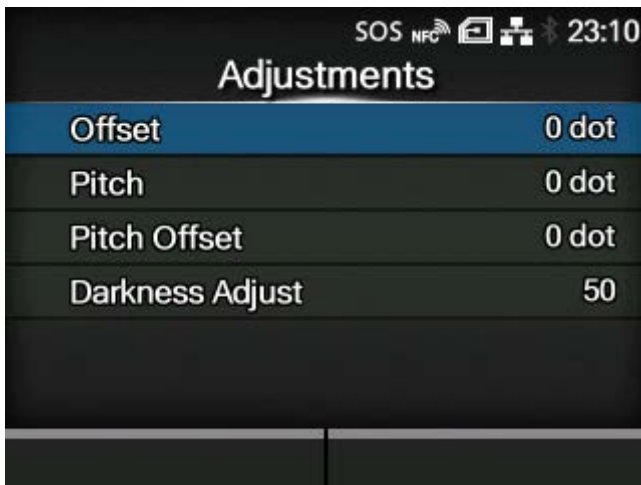 SOS NFC 23:10
Adjustments
Offset 0 dot
Pitch 0 dot
Pitch Offset 0 dot
Darkness Adjust 50